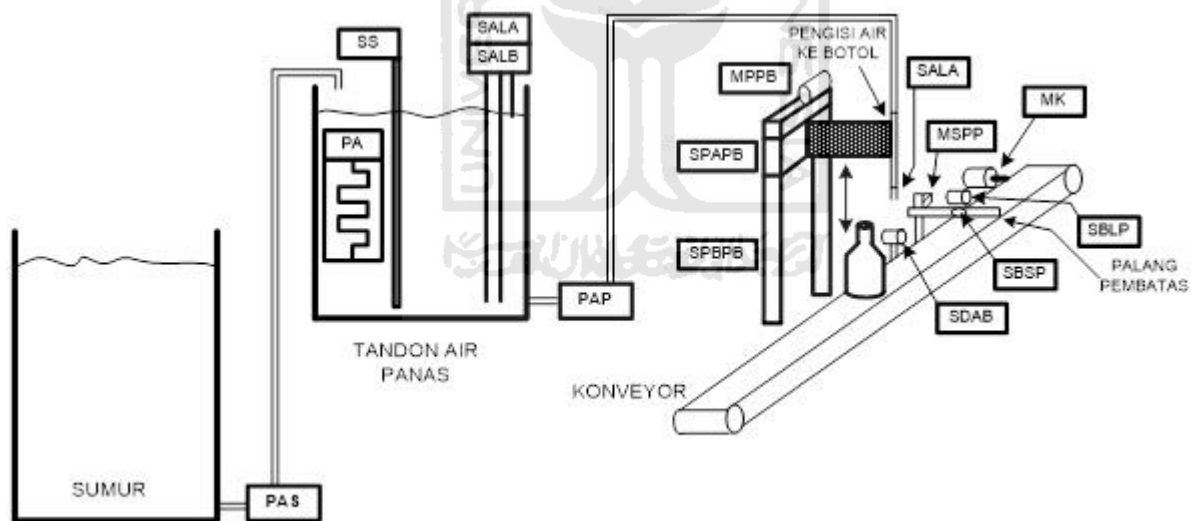 SS
SALA
SALB
PA
TANDON AIR
PANAS
SUMUR
PAS
PAP
MPPB
SPAPB
SPBPB
PENGISI AIR
KE BOTOL
SALA
MSPP
MK
SBLP
SBSP
SDAB
PALANG
PEMBATAS
KONVEYOR